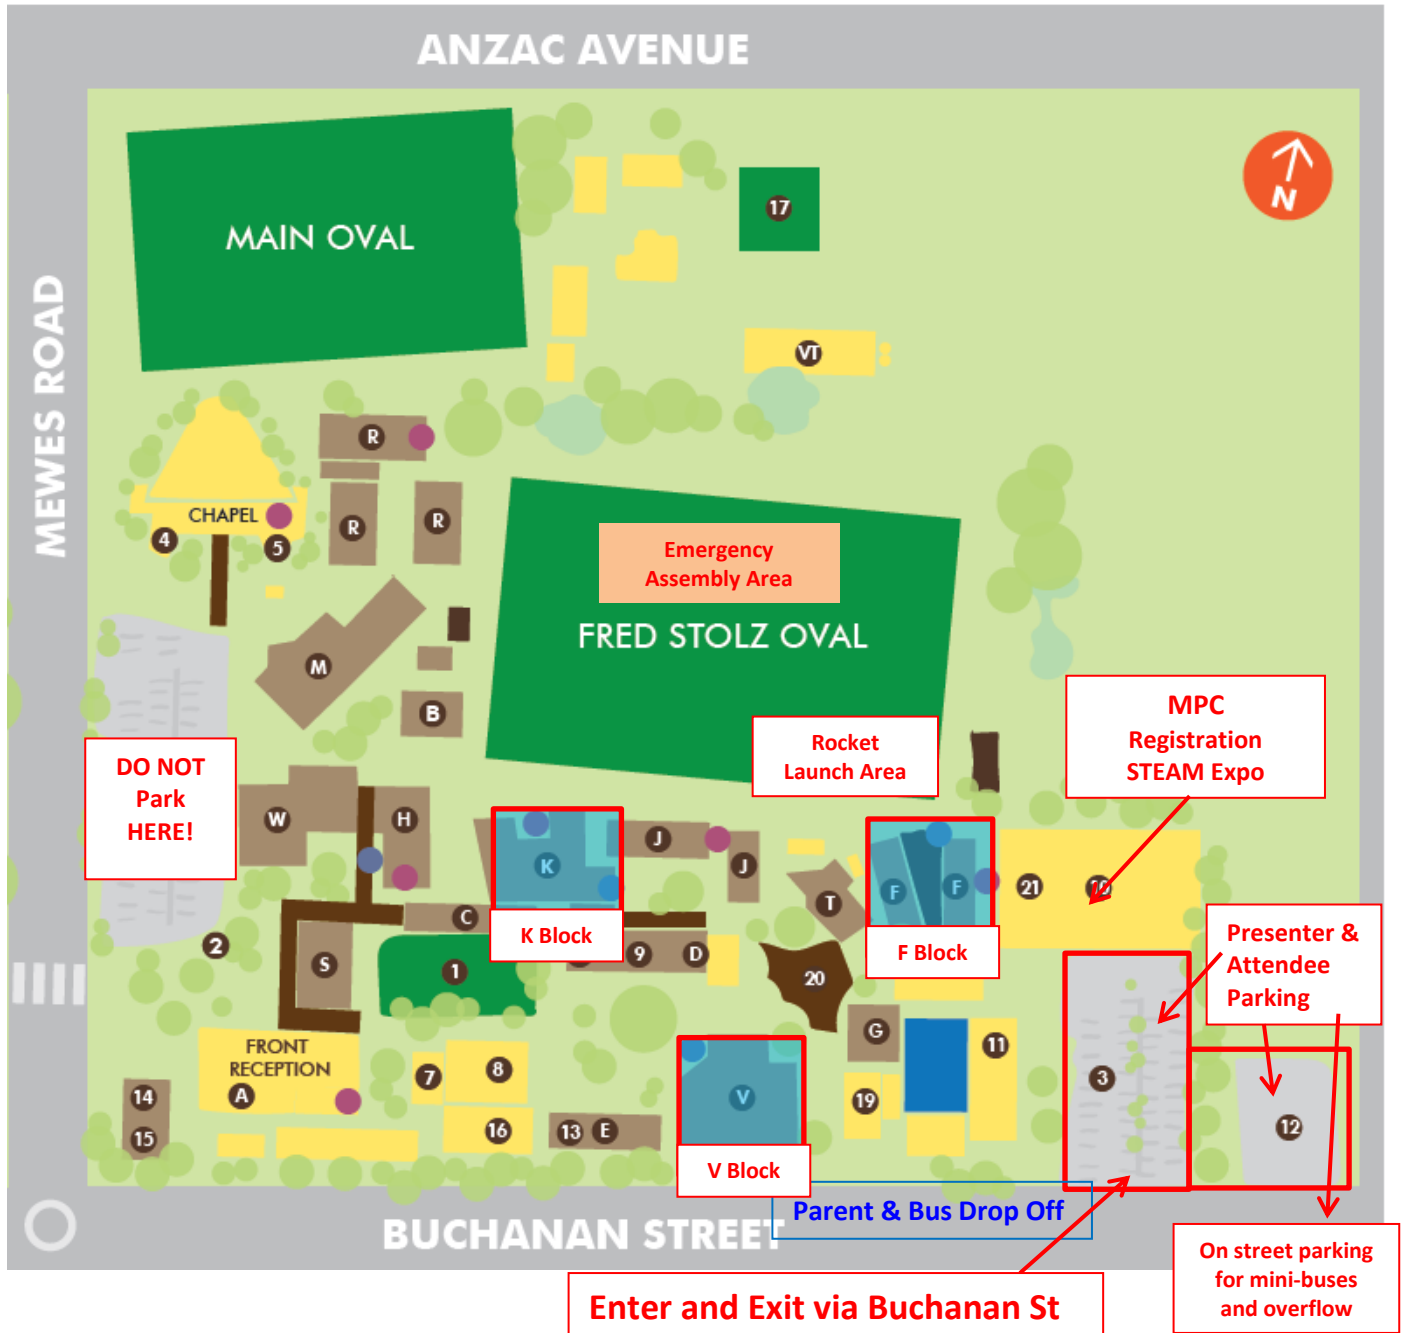 ANZAC AVENUE
N
17
MAIN OVAL
MEWES ROAD
VT
R
CHAPEL
4
5
R
R
Emergency
Assembly Area
FRED STOLZ OVAL
M
B
MPC
Registration
STEAM Expo
Rocket
Launch Area
DO NOT
Park
HERE!
W
H
K
J
J
T
F
F
21
C
K Block
F Block
Presenter &
Attendee
Parking
2
S
1
9
D
20
G
11
FRONT
RECEPTION
A
7
8
V
19
3
12
14
15
16
13
E
V Block
Parent & Bus Drop Off
BUCHANAN STREET
On street parking
for mini-buses
and overflow
Enter and Exit via Buchanan St